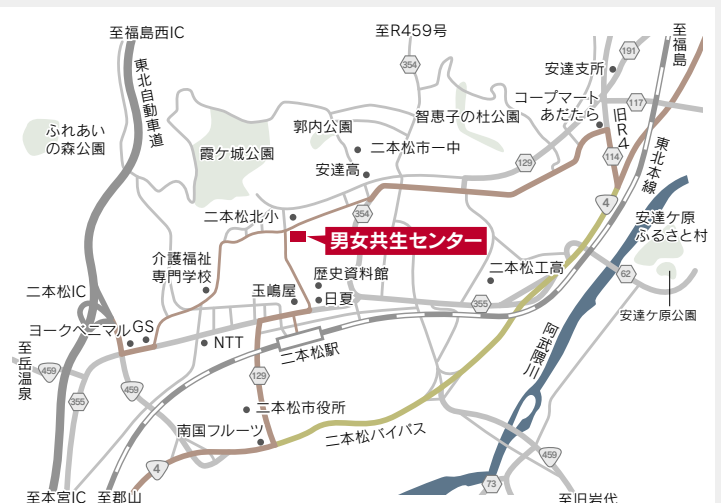 至福島西IC
至R459号
至福島
354
191
安達支所
東北自動車道
コープマート
あだたら
117
旧R4
ふれあい
の森公園
霞ケ城公園
郭内公園
智恵子の杜公園
二本松市一中
安達高
129
114
東北本線
4
二本松北小
354
男女共生センター
安達ケ原
ふるさと村
介護福祉
専門学校
歴史資料館
二本松工高
62
二本松IC
玉嶋屋
日夏
355
安達ケ原公園
ヨークベニマル
GS
NTT
二本松駅
阿武隈川
至岳温泉
459
459
355
129
二本松市役所
南国フルーツ
二本松バイパス
4
459
73
至本宮IC
至郡山
至旧岩代